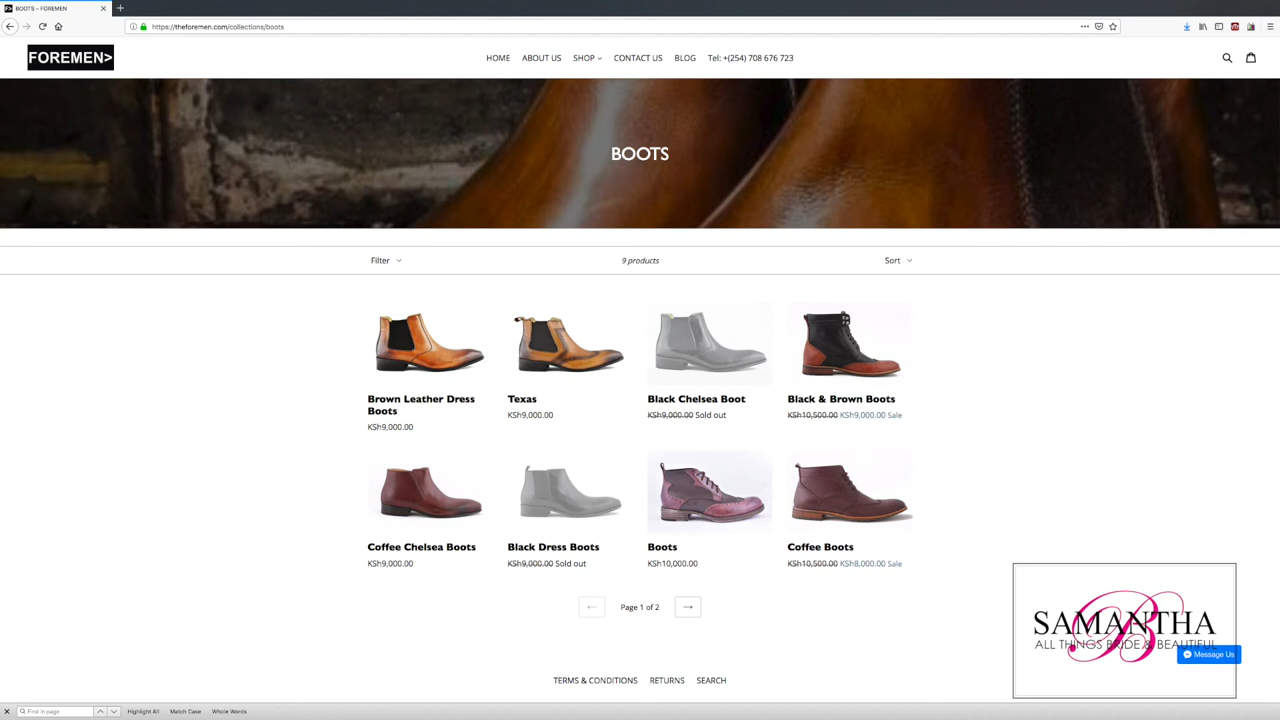 BOOTS – FOREMEN
https://theforemen.com/collections/boots
FOREMEN>
HOME ABOUT US SHOP CONTACT US BLOG Tel: +(254) 708 676 723
BOOTS
Filter 9 products Sort
Brown Leather Dress
Boots
KSh9,000.00
Texas
KSh9,000.00
Black Chelsea Boot
KSh9,000.00 Sold out
Black & Brown Boots
KSh10,500.00 KSh9,000.00 Sale
Coffee Chelsea Boots
KSh9,000.00
Black Dress Boots
KSh9,000.00 Sold out
Boots
KSh10,000.00
Coffee Boots
KSh10,500.00 KSh8,000.00 Sale
Page 1 of 2
SAMANTHA
B
ALL THINGS BRIDE & BEAUTIFUL
Message Us
TERMS & CONDITIONS RETURNS SEARCH
Find in page Highlight All Match Case Whole Words